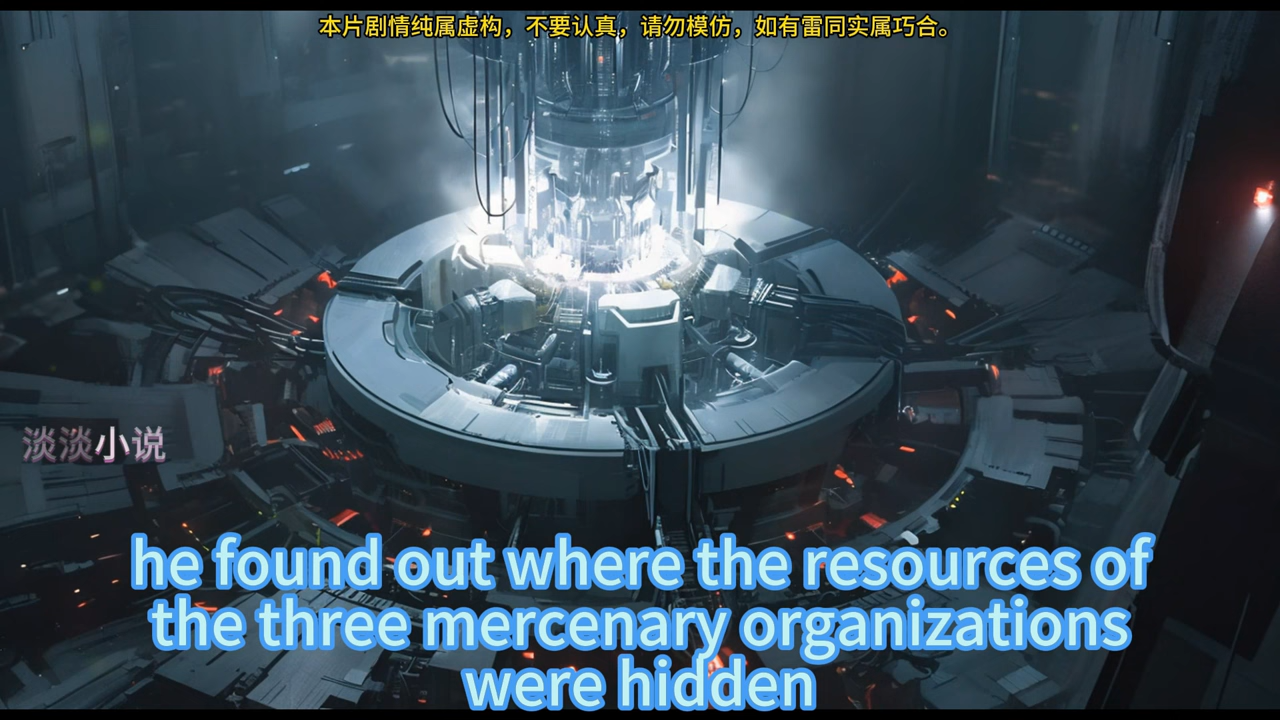 本片剧情纯属虚构，不要认真，请勿模仿，如有雷同实属巧合。
淡淡小说
he found out where the resources of
the three mercenary organizations
were hidden